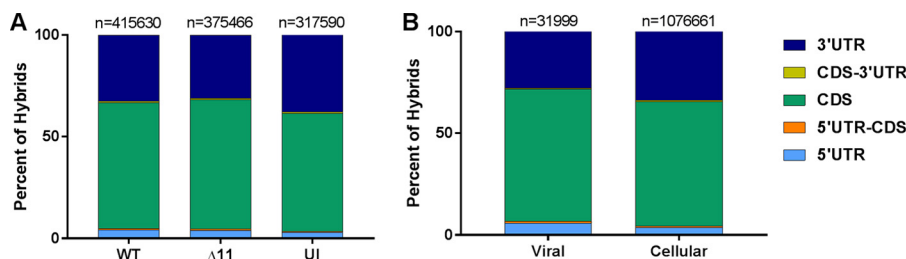 A
n=415630 n=375466 n=317590
Percent of Hybrids
100
50
0
WT Δ11 UI
B
n=31999 n=1076661
Percent of Hybrids
100
50
0
Viral Cellular
3'UTR
CDS-3'UTR
CDS
5'UTR-CDS
5'UTR